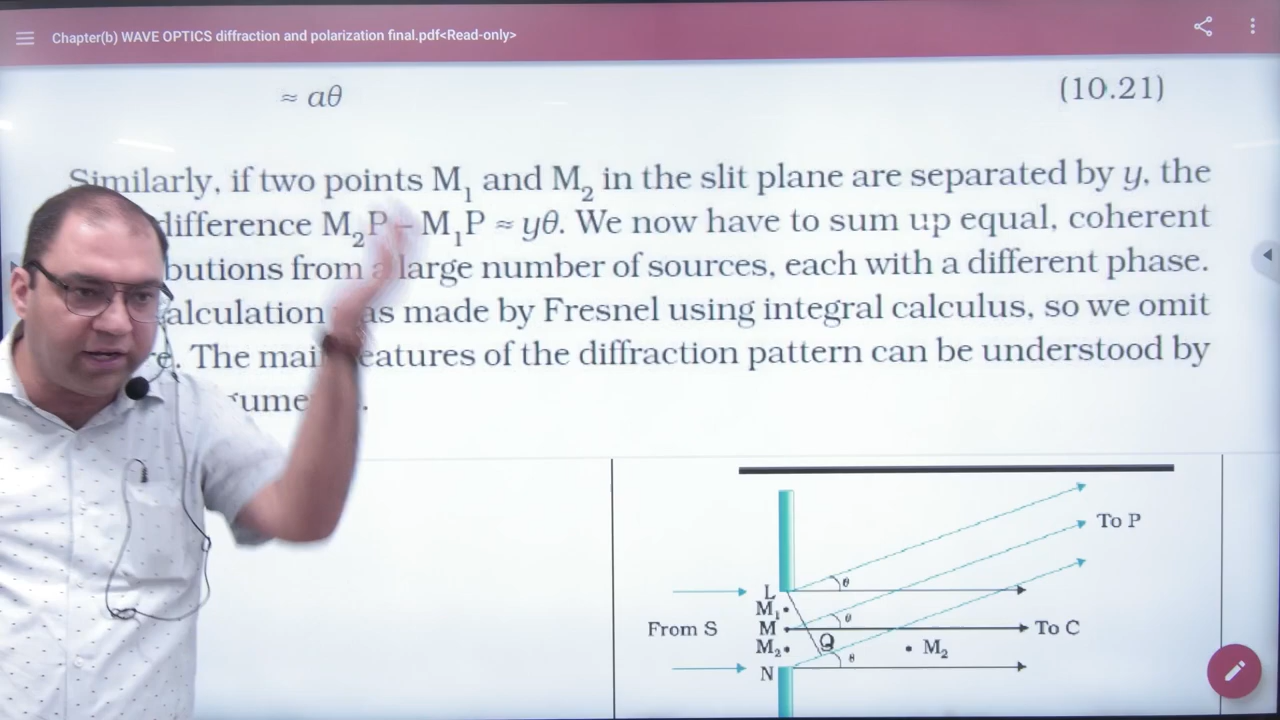 Chapter(b) WAVE OPTICS diffraction and polarization final.pdf<Read-only>
≈ aθ (10.21)
Similarly, if two points M₁ and M₂ in the slit plane are separated by y, the
difference M₂P – M₁P ≈ yθ. We now have to sum up equal, coherent
butions from a large number of sources, each with a different phase.
alculation as made by Fresnel using integral calculus, so we omit
e. The mai eatures of the diffraction pattern can be understood by
gume .
To P
θ
L
M₁
θ
From S M To C
Q
M₂ M₂
θ
N